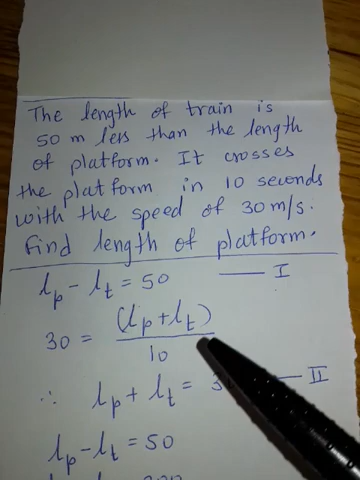 The length of train is
50 m less than the length
of platform. It crosses
the platform in 10 seconds
with the speed of 30 m/s.
Find length of platform.
lp - lt = 50 — I
30 = (lp + lt)
10
∴ lp + lt = 3 — II
lp - lt = 50